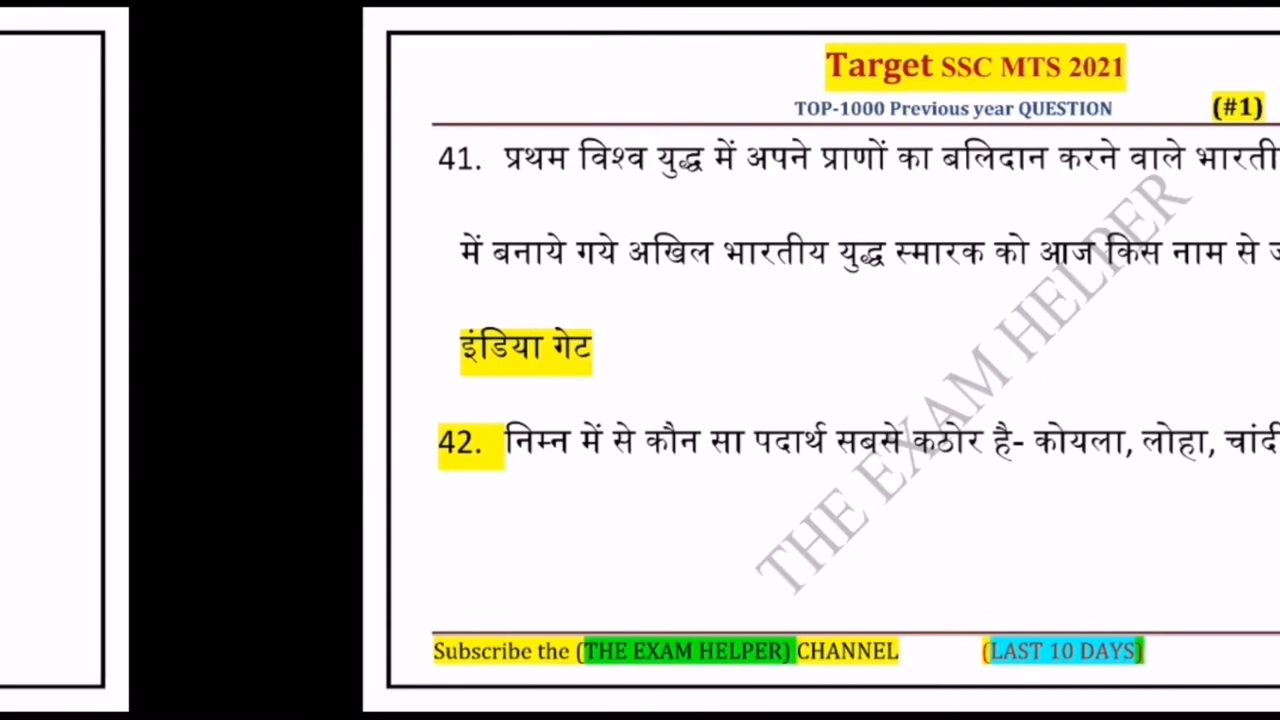 Target SSC MTS 2021
TOP-1000 Previous year QUESTION (#1)
41. प्रथम विश्व युद्ध में अपने प्राणों का बलिदान करने वाले
में बनाये गये अखिल भारतीय युद्ध स्मारक को आज किस नाम से
इंडिया गेट
42. निम्न में से कौन सा पदार्थ सबसे कठोर है- कोयला, लोहा,
THE EXAM HELPER
Subscribe the (THE EXAM HELPER) CHANNEL (LAST 10 DAYS)